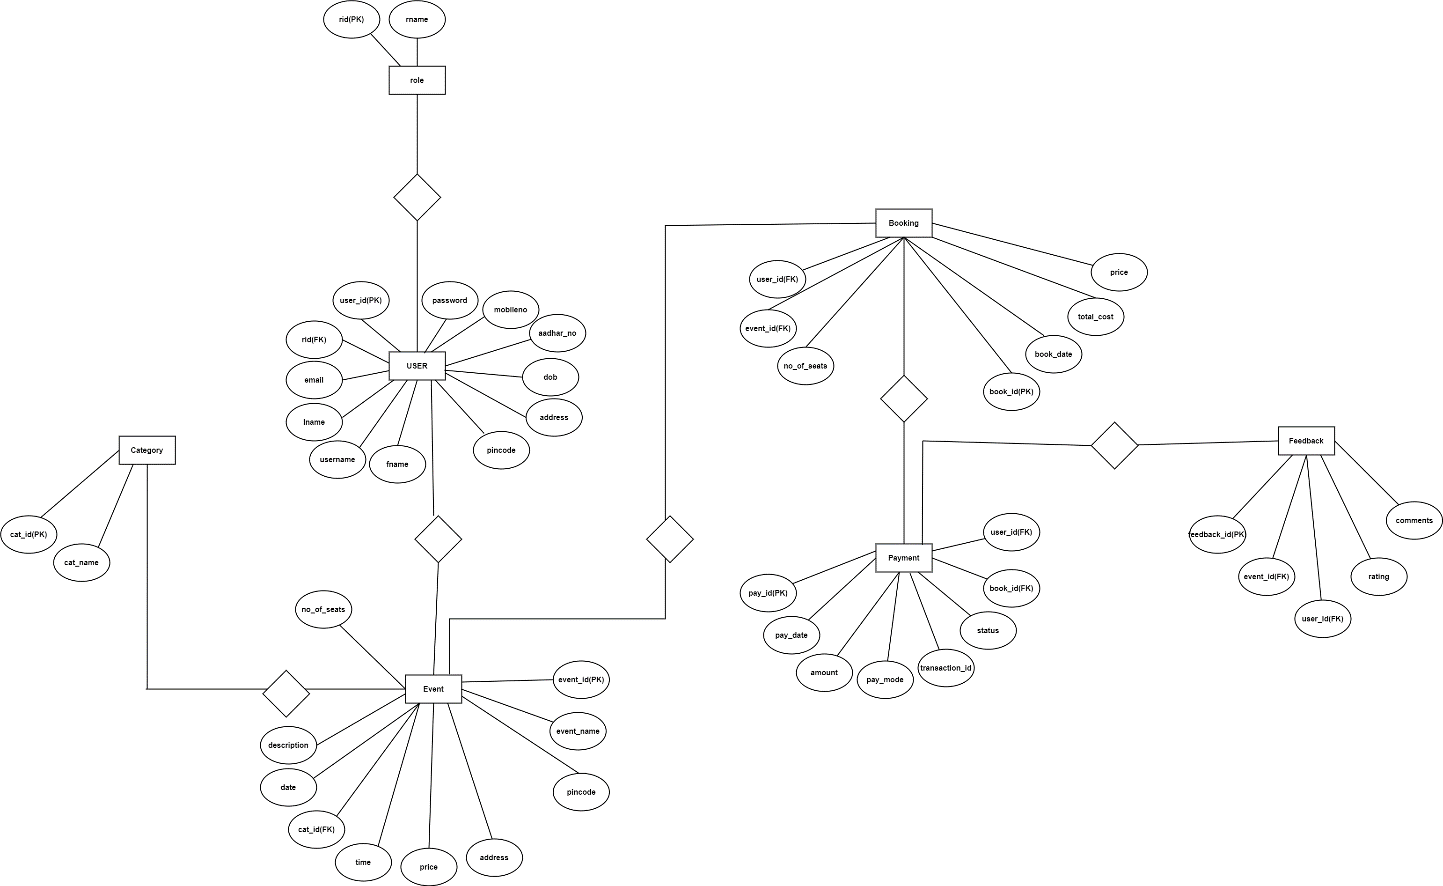 rid(PK)
rname
role
user_id(PK)
password
mobileno
rid(FK)
aadhar_no
USER
email
dob
lname
address
username
fname
pincode
Booking
user_id(FK)
price
event_id(FK)
total_cost
no_of_seats
book_date
book_id(PK)
Category
cat_id(PK)
cat_name
Feedback
feedback_id(PK
event_id(FK)
user_id(FK)
rating
comments
Payment
user_id(FK)
pay_id(PK)
book_id(FK)
pay_date
status
amount
pay_mode
transaction_id
no_of_seats
Event
event_id(PK)
description
event_name
date
pincode
cat_id(FK)
time
price
address